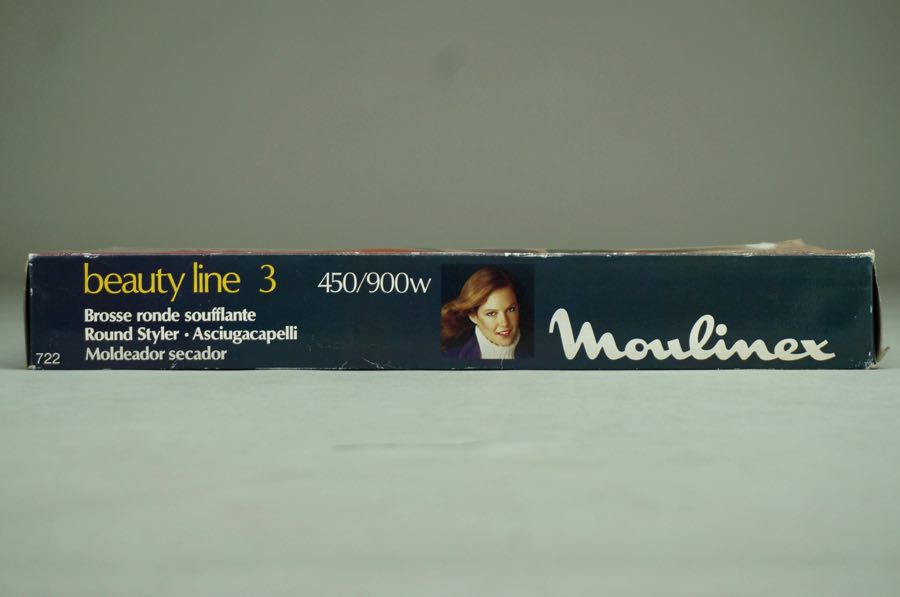 beauty line 3 450/900w
Brosse ronde soufflante
Round Styler · Asciugacapelli
Moldeador secador
722
Moulinex